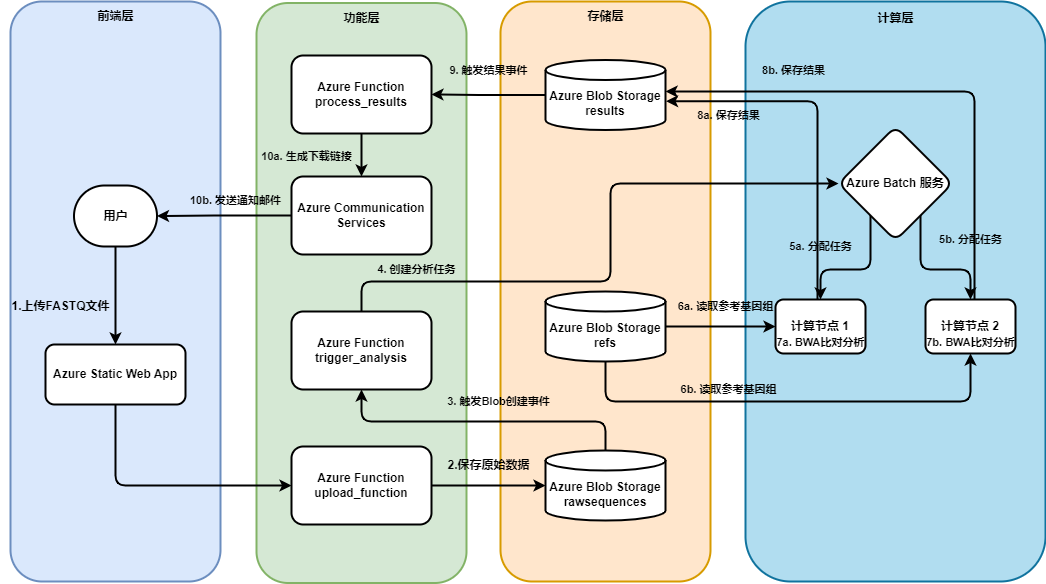 前端层
功能层
存储层
计算层
Azure Function
process_results
9. 触发结果事件
Azure Blob Storage
results
8b. 保存结果
8a. 保存结果
10a. 生成下载链接
Azure Communication
Services
10b. 发送通知邮件
用户
Azure Batch 服务
5a. 分配任务
5b. 分配任务
4. 创建分析任务
1.上传FASTQ文件
Azure Static Web App
Azure Function
trigger_analysis
Azure Blob Storage
refs
6a. 读取参考基因组
计算节点 1
7a. BWA比对分析
计算节点 2
7b. BWA比对分析
6b. 读取参考基因组
3. 触发Blob创建事件
Azure Function
upload_function
2.保存原始数据
Azure Blob Storage
rawsequences